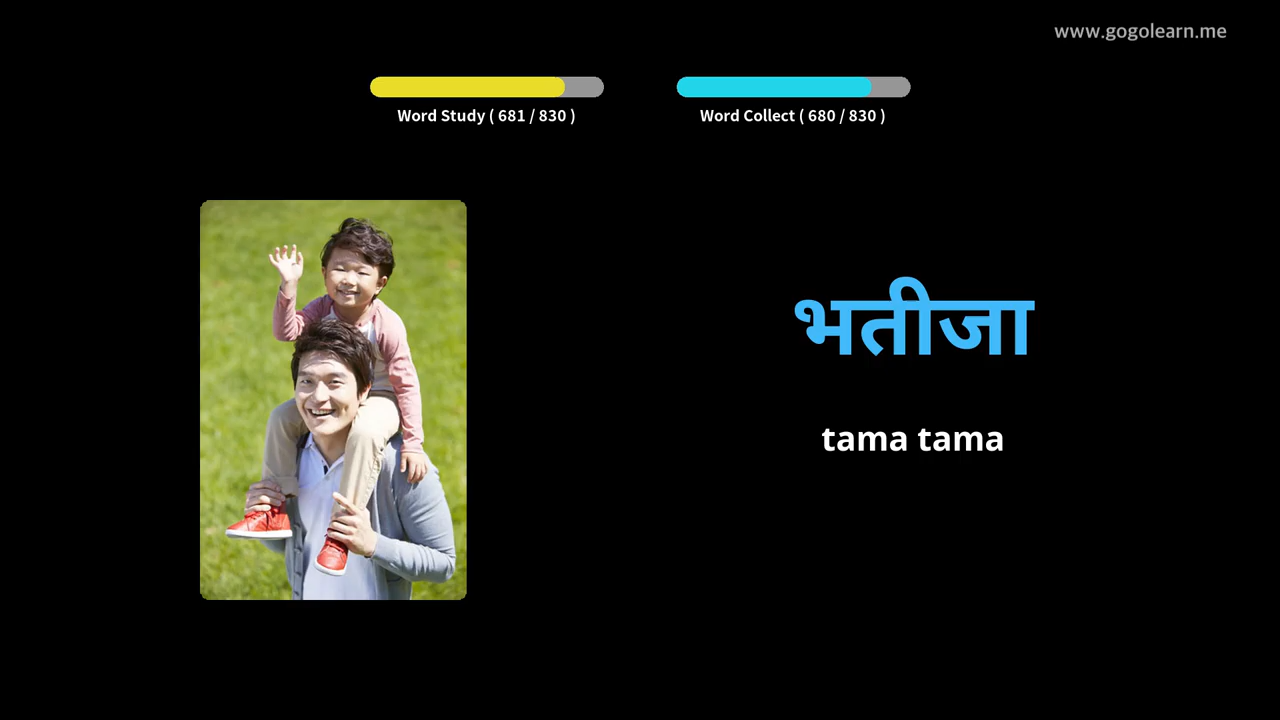 www.gogolearn.me
Word Study ( 681 / 830 )
Word Collect ( 680 / 830 )
भतीजा
tama tama